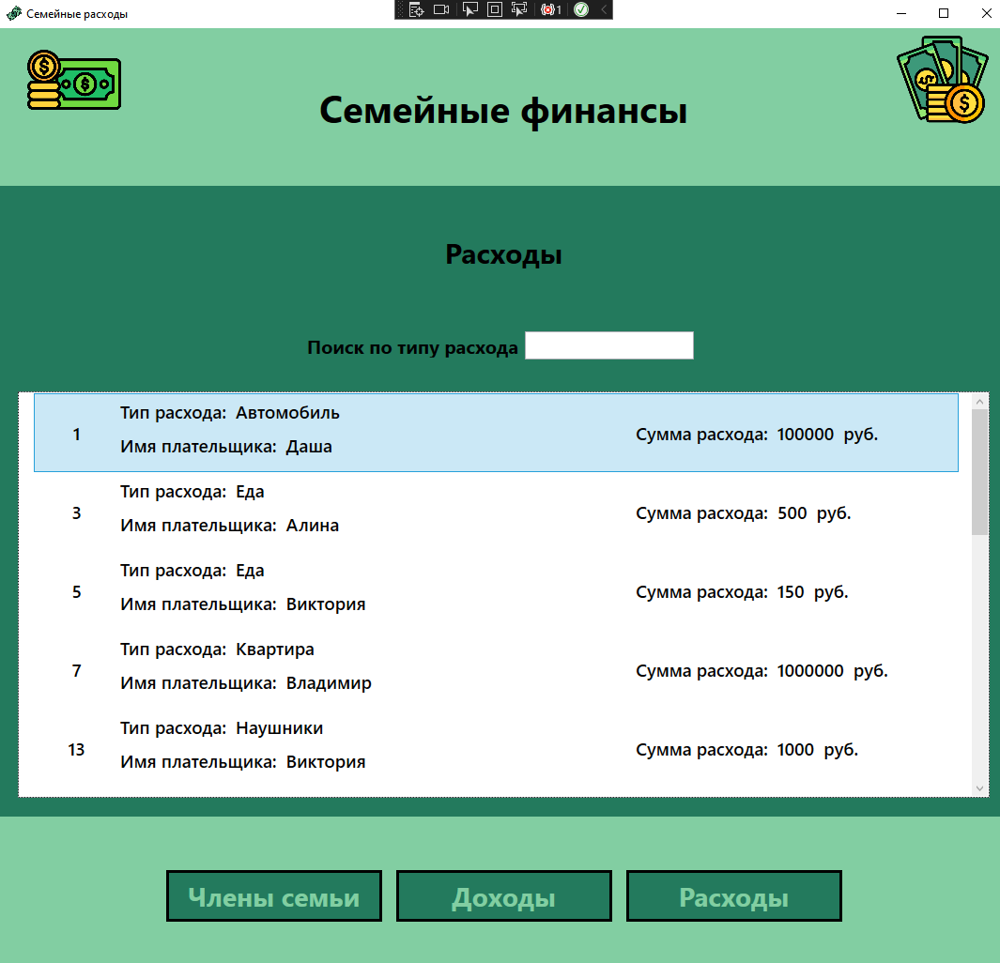 Семейные расходы
1
Семейные финансы
Расходы
Поиск по типу расхода
Тип расхода: Автомобиль
1
Сумма расхода: 100000 руб.
Имя плательщика: Даша
Тип расхода: Еда
3
Сумма расхода: 500 руб.
Имя плательщика: Алина
Тип расхода: Еда
5
Сумма расхода: 150 руб.
Имя плательщика: Виктория
Тип расхода: Квартира
7
Сумма расхода: 1000000 руб.
Имя плательщика: Владимир
Тип расхода: Наушники
13
Сумма расхода: 1000 руб.
Имя плательщика: Виктория
Члены семьи
Доходы
Расходы